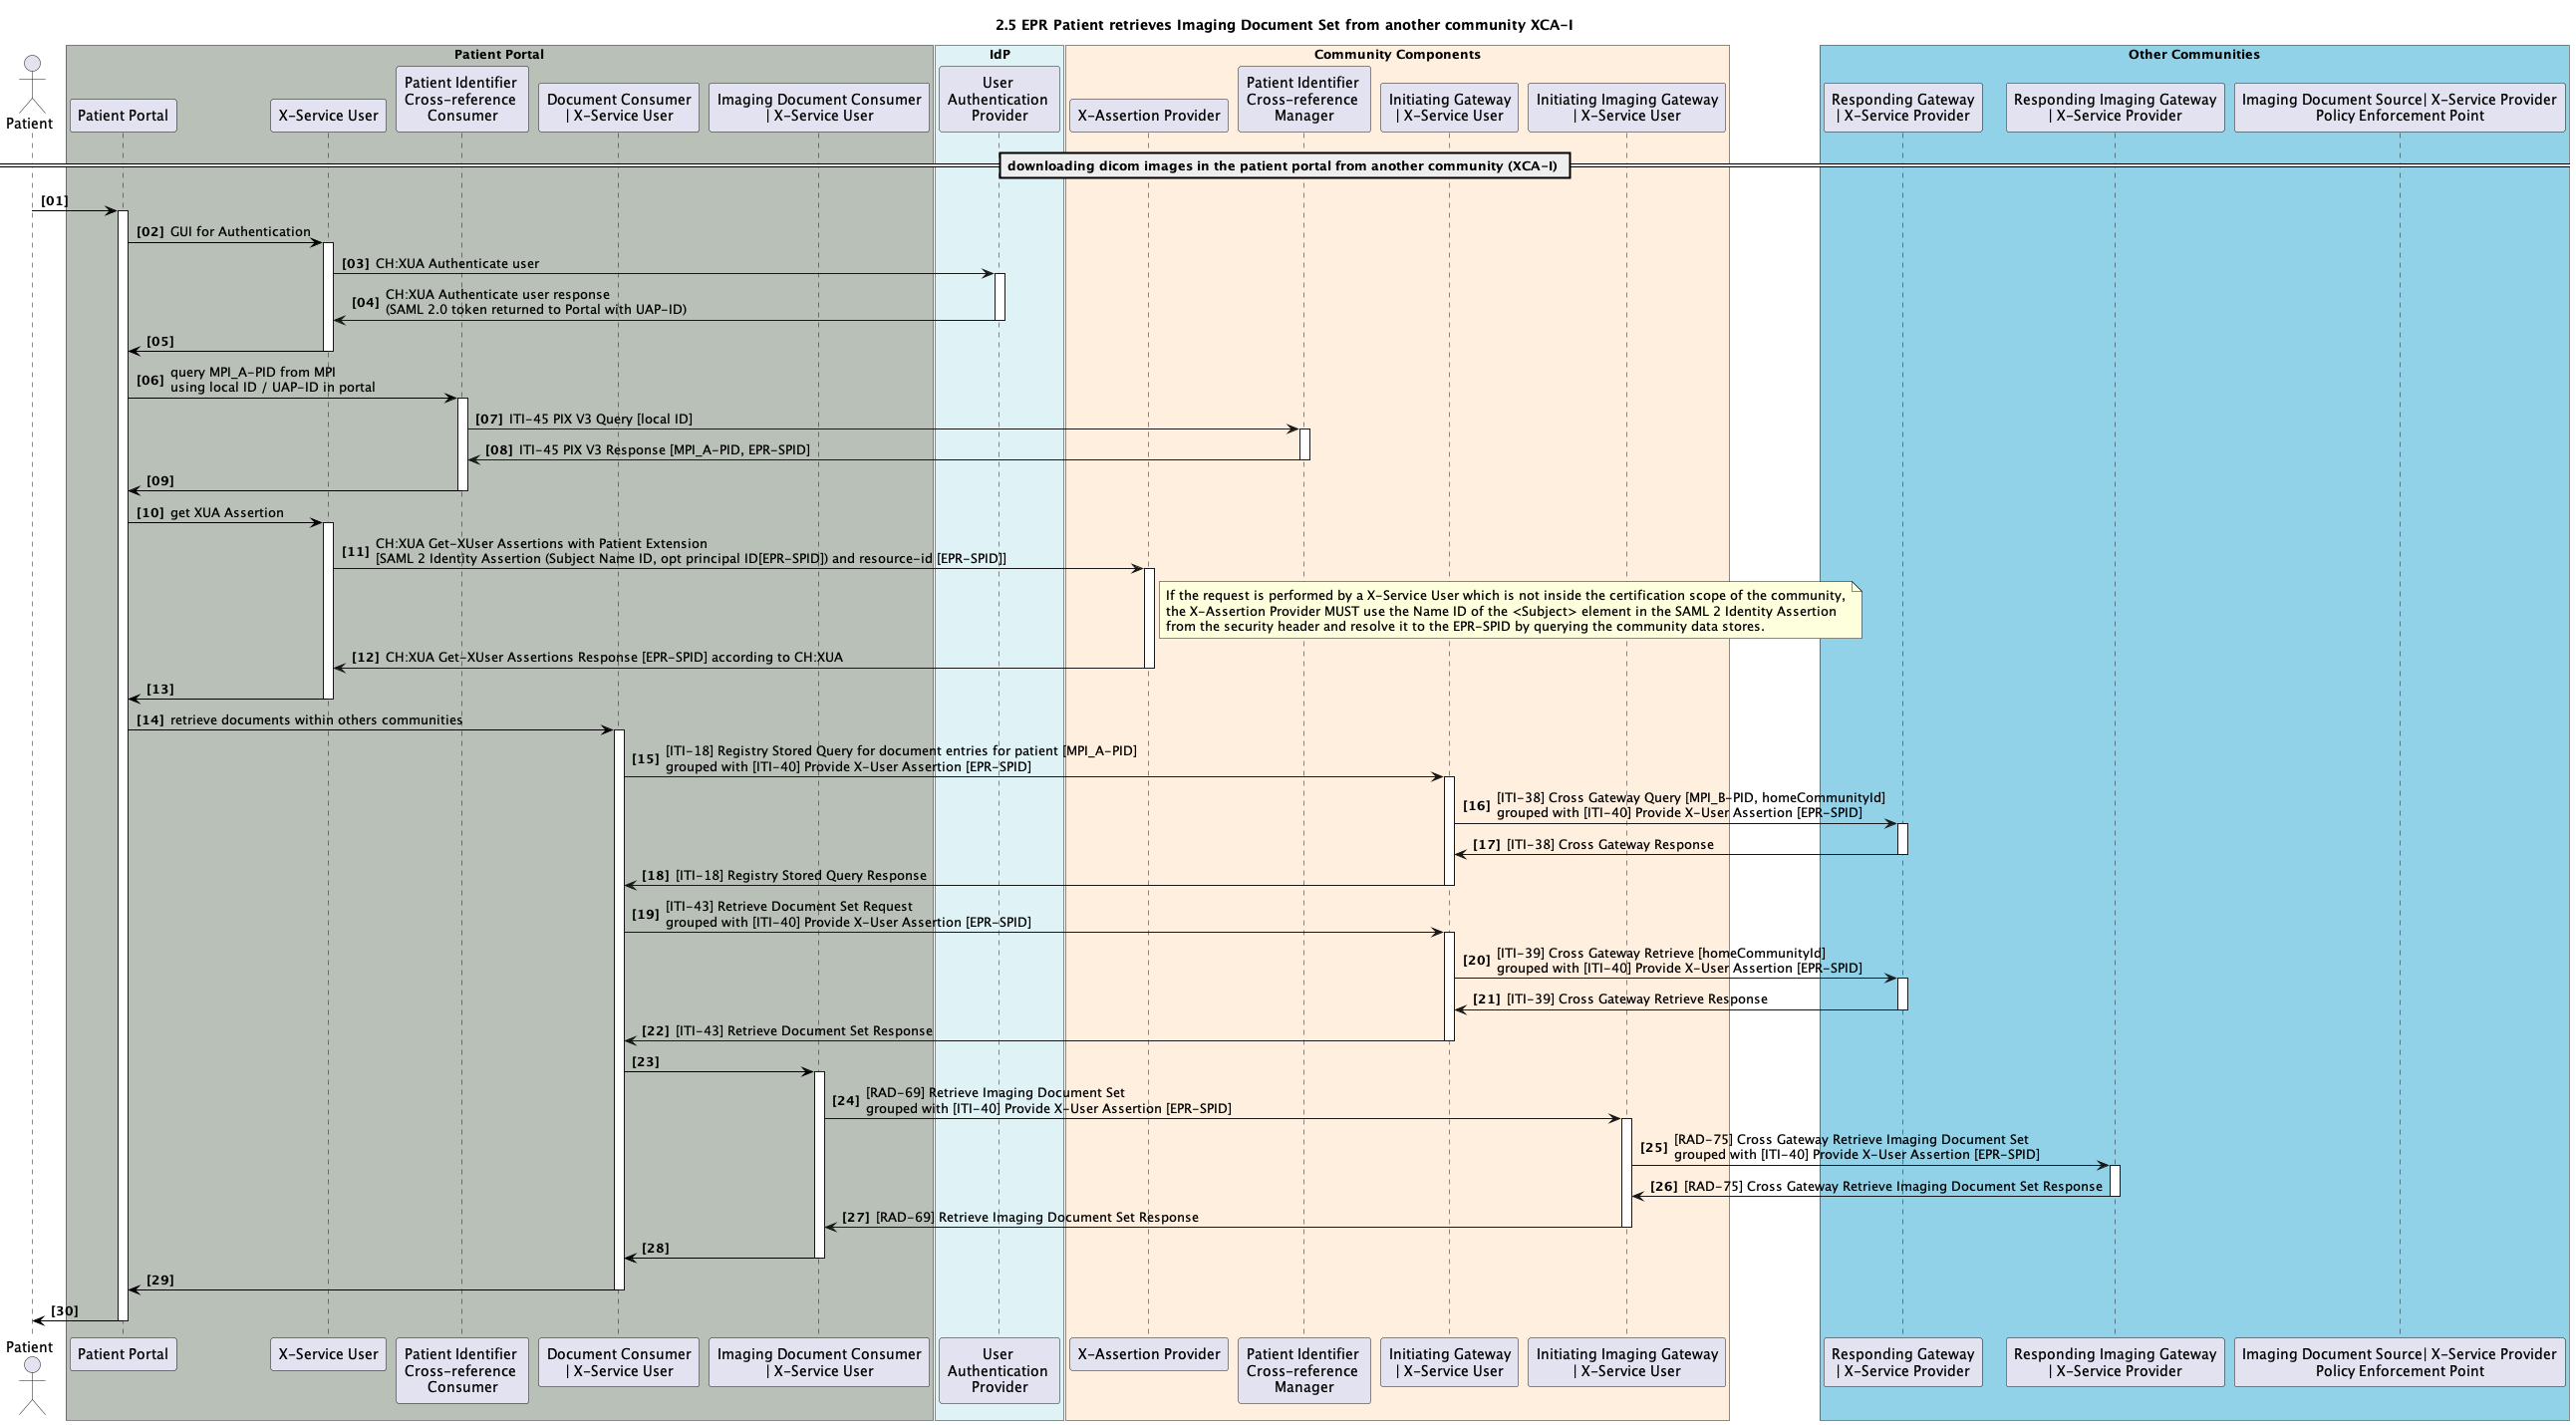 2.5 EPR Patient retrieves Imaging Document Set from another community XCA-I
Patient Portal
IdP
Community Components
Other Communities
Patient
Patient Portal
X-Service User
Patient Identifier
Cross-reference
Consumer
Document Consumer
| X-Service User
Imaging Document Consumer
| X-Service User
User
Authentication
Provider
X-Assertion Provider
Patient Identifier
Cross-reference
Manager
Initiating Gateway
| X-Service User
Initiating Imaging Gateway
| X-Service User
Responding Gateway
| X-Service Provider
Responding Imaging Gateway
| X-Service Provider
Imaging Document Source| X-Service Provider
Policy Enforcement Point
downloading dicom images in the patient portal from another community (XCA-I)
[01]
[02] GUI for Authentication
[03] CH:XUA Authenticate user
[04] CH:XUA Authenticate user response
(SAML 2.0 token returned to Portal with UAP-ID)
[05]
[06] query MPI_A-PID from MPI
using local ID / UAP-ID in portal
[07] ITI-45 PIX V3 Query [local ID]
[08] ITI-45 PIX V3 Response [MPI_A-PID, EPR-SPID]
[09]
[10] get XUA Assertion
[11] CH:XUA Get-XUser Assertions with Patient Extension
[SAML 2 Identity Assertion (Subject Name ID, opt principal ID[EPR-SPID]) and resource-id [EPR-SPID]]
If the request is performed by a X-Service User which is not inside the certification scope of the community,
the X-Assertion Provider MUST use the Name ID of the <Subject> element in the SAML 2 Identity Assertion
from the security header and resolve it to the EPR-SPID by querying the community data stores.
[12] CH:XUA Get-XUser Assertions Response [EPR-SPID] according to CH:XUA
[13]
[14] retrieve documents within others communities
[15] [ITI-18] Registry Stored Query for document entries for patient [MPI_A-PID]
grouped with [ITI-40] Provide X-User Assertion [EPR-SPID]
[16] [ITI-38] Cross Gateway Query [MPI_B-PID, homeCommunityId]
grouped with [ITI-40] Provide X-User Assertion [EPR-SPID]
[17] [ITI-38] Cross Gateway Response
[18] [ITI-18] Registry Stored Query Response
[19] [ITI-43] Retrieve Document Set Request
grouped with [ITI-40] Provide X-User Assertion [EPR-SPID]
[20] [ITI-39] Cross Gateway Retrieve [homeCommunityId]
grouped with [ITI-40] Provide X-User Assertion [EPR-SPID]
[21] [ITI-39] Cross Gateway Retrieve Response
[22] [ITI-43] Retrieve Document Set Response
[23]
[24] [RAD-69] Retrieve Imaging Document Set
grouped with [ITI-40] Provide X-User Assertion [EPR-SPID]
[25] [RAD-75] Cross Gateway Retrieve Imaging Document Set
grouped with [ITI-40] Provide X-User Assertion [EPR-SPID]
[26] [RAD-75] Cross Gateway Retrieve Imaging Document Set Response
[27] [RAD-69] Retrieve Imaging Document Set Response
[28]
[29]
[30]
Patient
Patient Portal
X-Service User
Patient Identifier
Cross-reference
Consumer
Document Consumer
| X-Service User
Imaging Document Consumer
| X-Service User
User
Authentication
Provider
X-Assertion Provider
Patient Identifier
Cross-reference
Manager
Initiating Gateway
| X-Service User
Initiating Imaging Gateway
| X-Service User
Responding Gateway
| X-Service Provider
Responding Imaging Gateway
| X-Service Provider
Imaging Document Source| X-Service Provider
Policy Enforcement Point